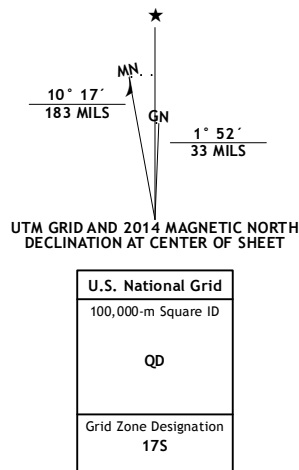 ★
MN
10° 17´
183 MILS
GN
1° 52´
33 MILS
UTM GRID AND 2014 MAGNETIC NORTH
DECLINATION AT CENTER OF SHEET
U.S. National Grid
100,000-m Square ID
QD
Grid Zone Designation
17S